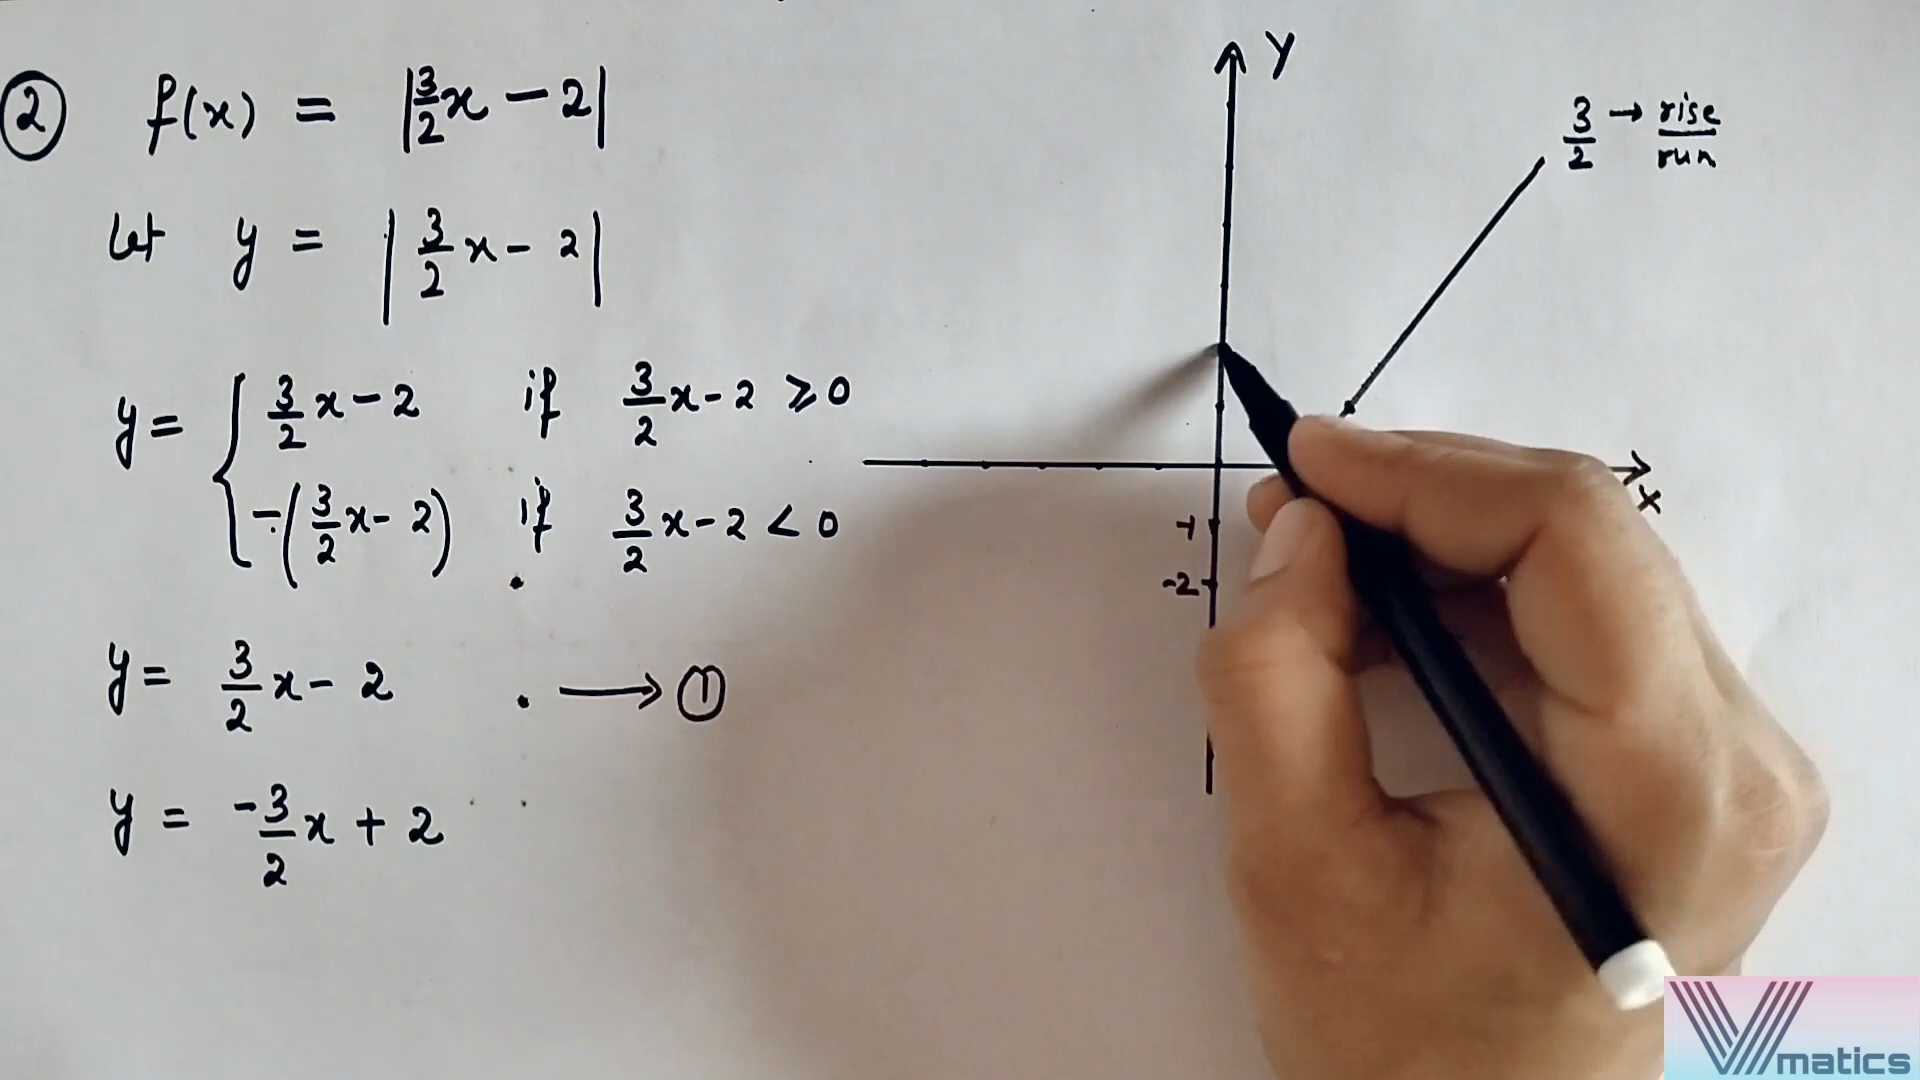 ② f(x) = |3/2 x - 2|
let y = |3/2 x - 2|
y = { 3/2 x - 2 if 3/2 x - 2 ≥ 0
-(3/2 x - 2) if 3/2 x - 2 < 0
y = 3/2 x - 2 . → ①
y = -3/2 x + 2
Y
3/2 → rise/run
X
-1
-2
Vmatics